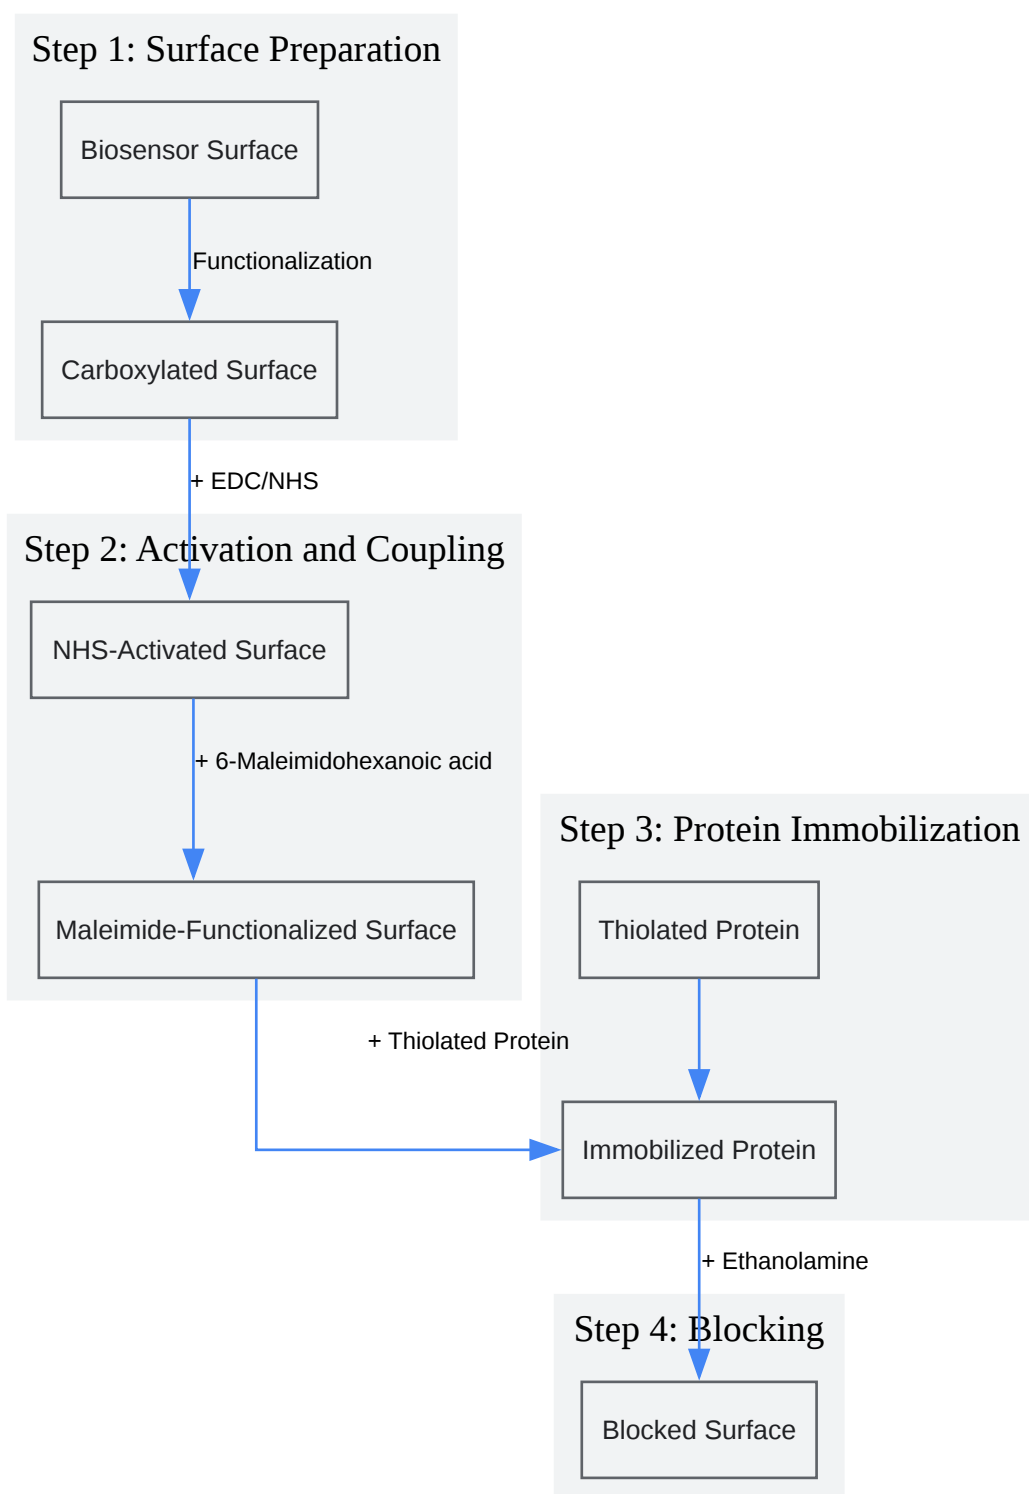 Step 1: Surface Preparation
Biosensor Surface
Functionalization
Carboxylated Surface
+ EDC/NHS
Step 2: Activation and Coupling
NHS-Activated Surface
+ 6-Maleimidohexanoic acid
Maleimide-Functionalized Surface
Step 3: Protein Immobilization
Thiolated Protein
+ Thiolated Protein
Immobilized Protein
+ Ethanolamine
Step 4: Blocking
Blocked Surface